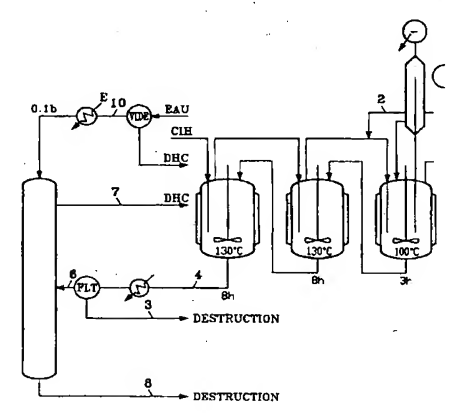 2
E
10
0.1b
VIDE
EAU
ClH
DHC
7
DHC
130°C
130°C
100°C
6
FLT
4
8h
8h
3h
3
DESTRUCTION
8
DESTRUCTION